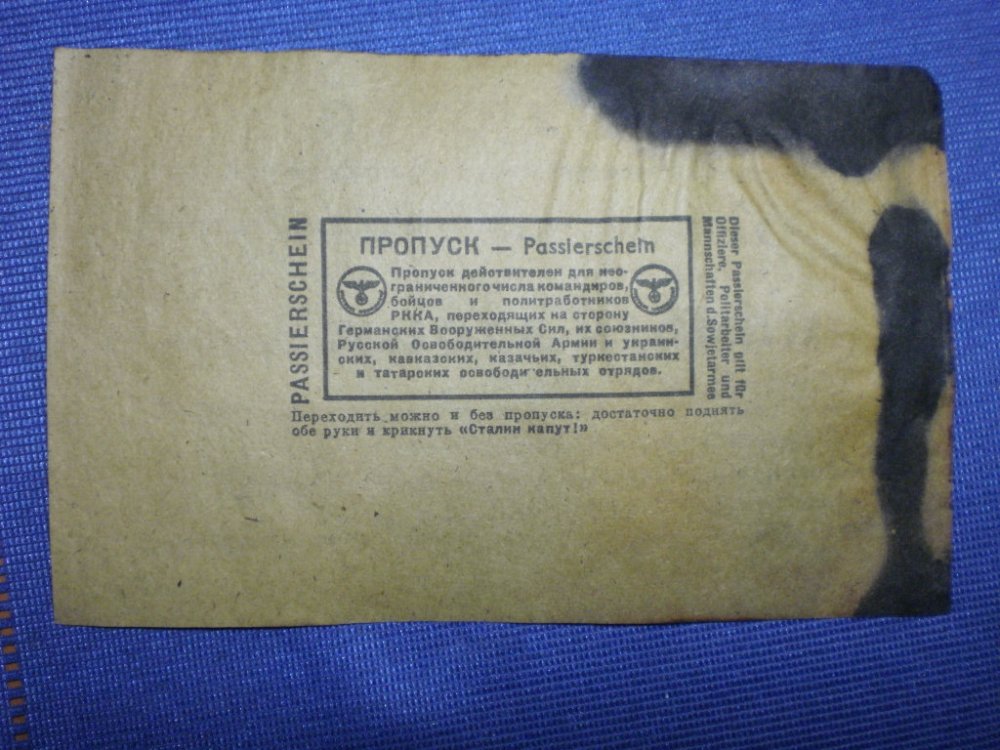 PASSIERSCHEIN
ПРОПУСК — Passierschein
Пропуск действителен для нео-
граниченного числа командиров,
бойцов и политработников
РККА, переходящих на сторону
Германских Вооруженных Сил, их союзников,
Русской Освободительной Армии и украин-
ских, кавказских, казачьих, туркестанских
и татарских освободительных отрядов.
Dieser Passierschein gilt für
Offiziere, Politarbeiter und
Mannschaften d. Sowjetarmee
Переходить можно и без пропуска: достаточно поднять
обе руки и крикнуть «Сталин капут!»